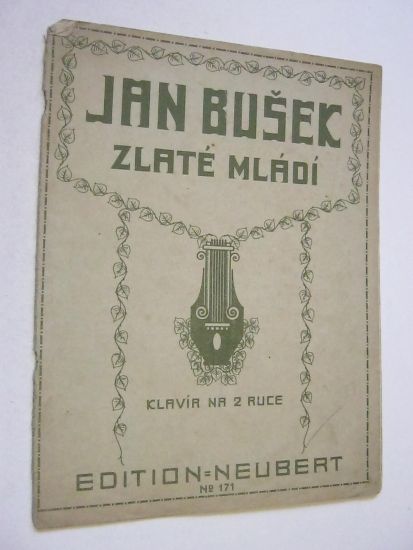 JAN BUŠEK
ZLATÉ MLÁDÍ
KLAVÍR NA 2 RUCE
EDITION=NEUBERT
No 171